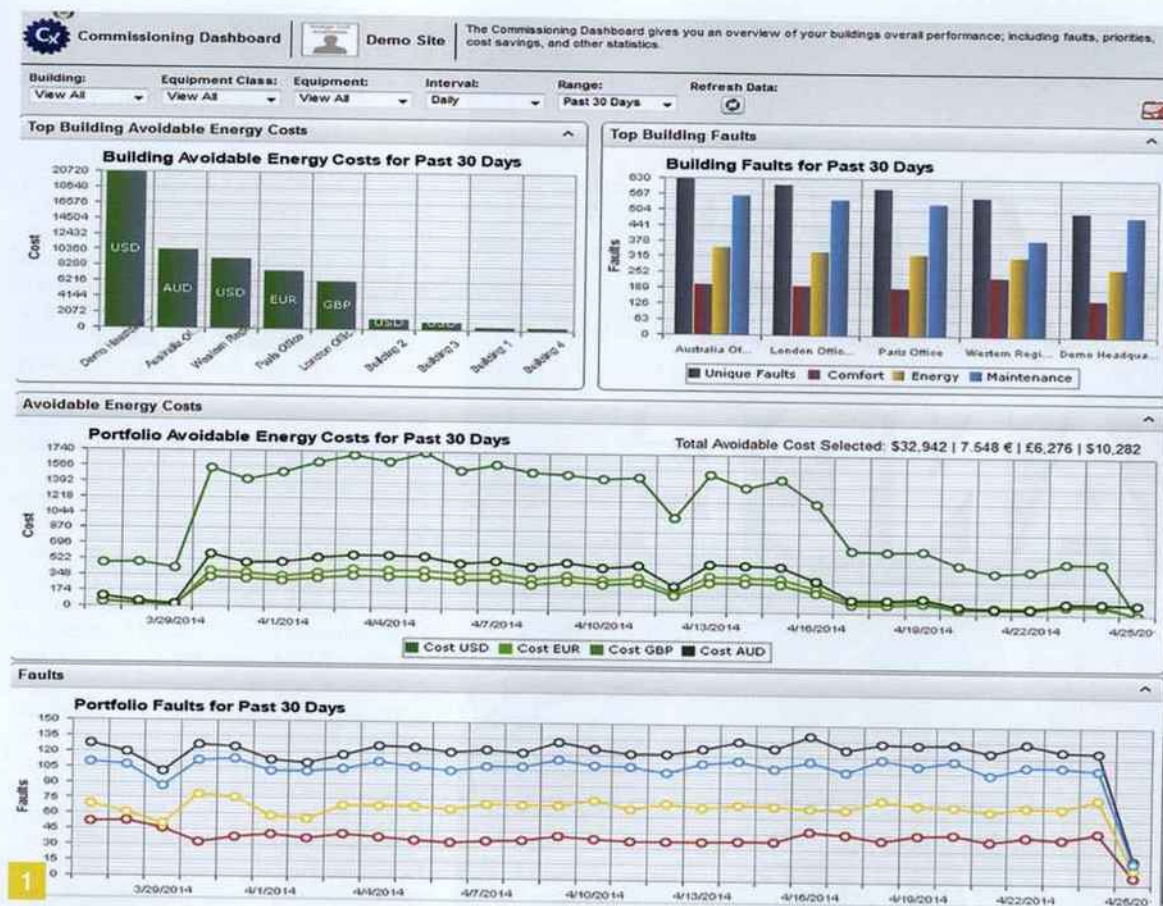 Cx Commissioning Dashboard
Demo Site
The Commissioning Dashboard gives you an overview of your buildings overall performance; including faults, priorities,
cost savings, and other statistics.
Building: Equipment Class: Equipment: Interval: Range: Refresh Data:
View All View All View All Daily Past 30 Days
Top Building Avoidable Energy Costs
Building Avoidable Energy Costs for Past 30 Days
20720
16576
14504
12432
10360
8288
6216
4144
2072
0
Cost
USD
AUD
USD
EUR
GBP
USD
USD
Australia Of...
Paris Office
Building 2
Building 3
Building 1
Building 4
Top Building Faults
Building Faults for Past 30 Days
630
567
504
441
378
315
252
189
126
63
0
Faults
Australia Of... London Offic... Paris Office Western Regi... Demo Headqua...
Unique Faults Comfort Energy Maintenance
Avoidable Energy Costs
Portfolio Avoidable Energy Costs for Past 30 Days
Total Avoidable Cost Selected: $32,942 | 7.548 € | £6,276 | $10,282
1740
1566
1392
1218
1044
870
696
522
348
174
0
Cost
3/29/2014 4/1/2014 4/4/2014 4/7/2014 4/10/2014 4/13/2014 4/16/2014 4/19/2014 4/22/2014 4/25/20
Cost USD Cost EUR Cost GBP Cost AUD
Faults
Portfolio Faults for Past 30 Days
150
135
120
105
90
75
60
45
30
15
0
Faults
3/29/2014 4/1/2014 4/4/2014 4/7/2014 4/10/2014 4/13/2014 4/16/2014 4/19/2014 4/22/2014 4/25/20
1